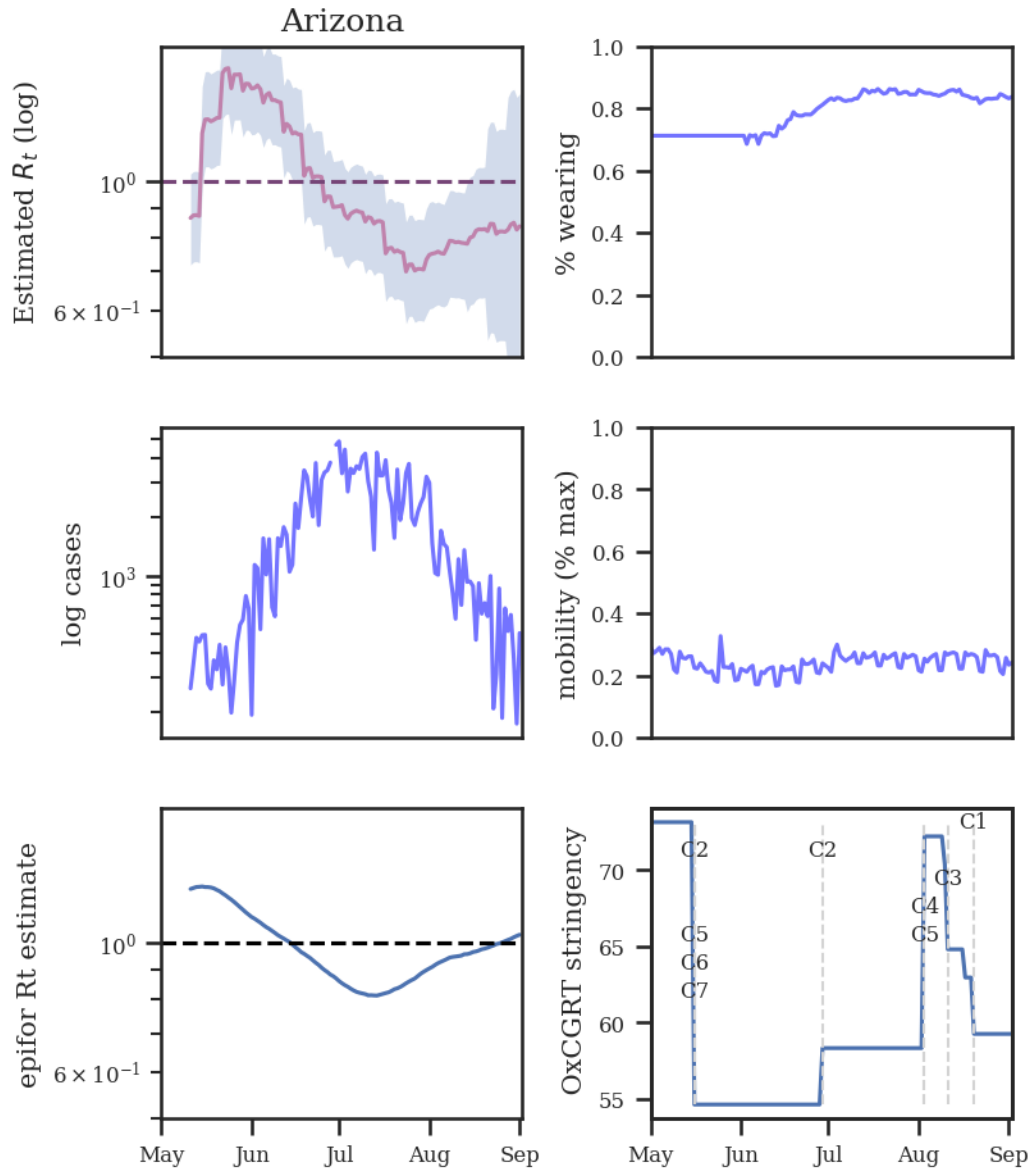 Arizona
Estimated R_t (log)
10^0
6 × 10^-1
% wearing
1.0
0.8
0.6
0.4
0.2
0.0
log cases
10^3
mobility (% max)
1.0
0.8
0.6
0.4
0.2
0.0
epifor Rt estimate
10^0
6 × 10^-1
May Jun Jul Aug Sep
OxCGRT stringency
70
65
60
55
C1
C2 C2
C3
C4
C5 C5
C6
C7
May Jun Jul Aug Sep